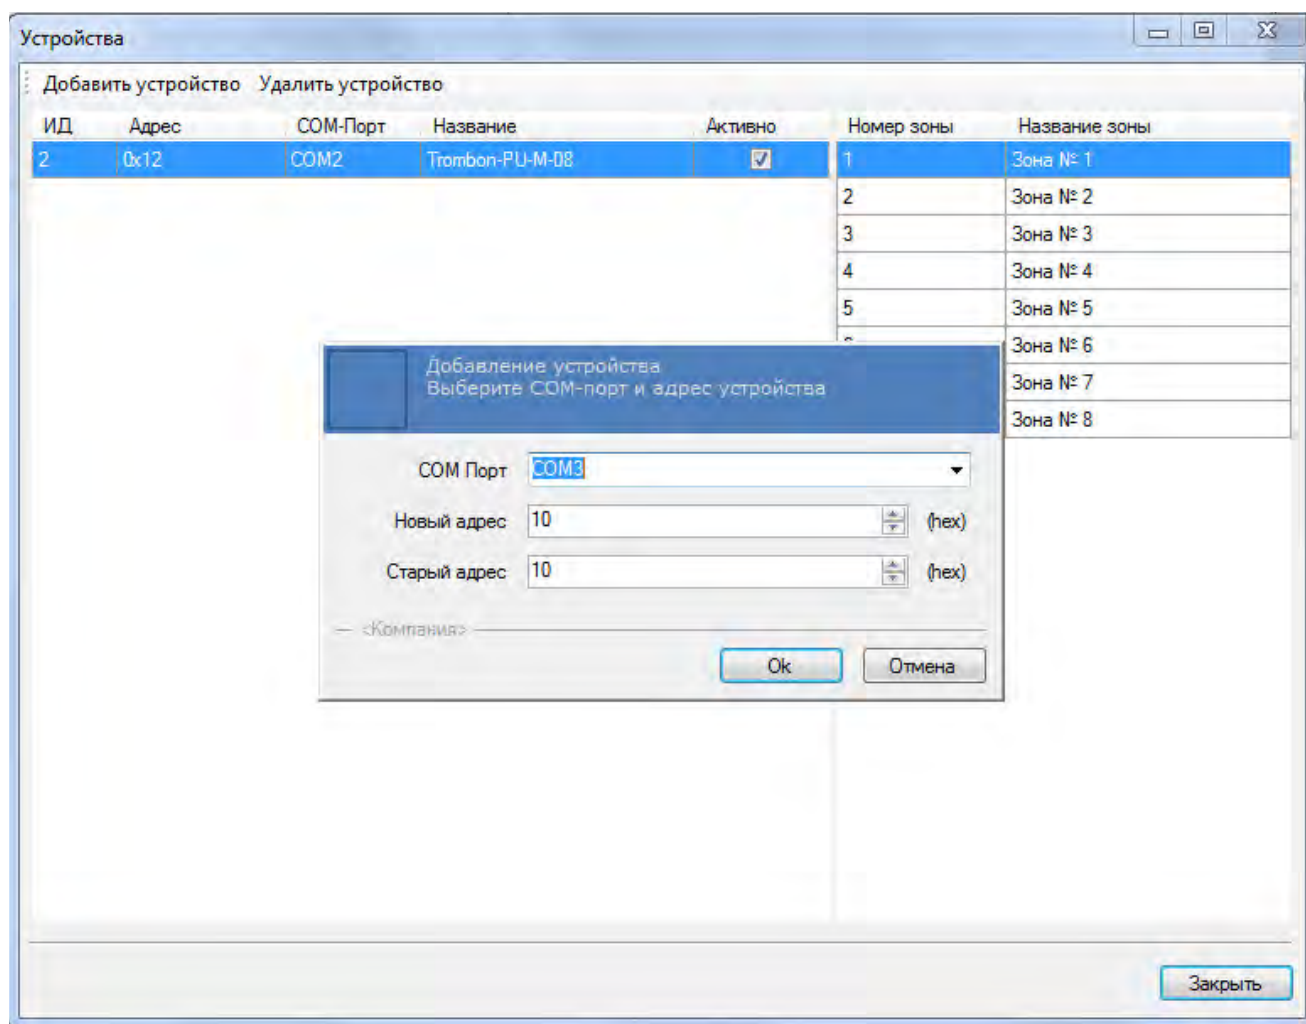 Устройства
Добавить устройство Удалить устройство
ИД Адрес COM-Порт Название Активно Номер зоны Название зоны
2 0x12 COM2 Trombon-PU-M-08 1 Зона № 1
2 Зона № 2
3 Зона № 3
4 Зона № 4
5 Зона № 5
Зона № 6
Зона № 7
Зона № 8
Добавление устройства
Выберите COM-порт и адрес устройства
COM Порт COM3
Новый адрес 10 (hex)
Старый адрес 10 (hex)
<Компания>
Ok Отмена
Закрыть